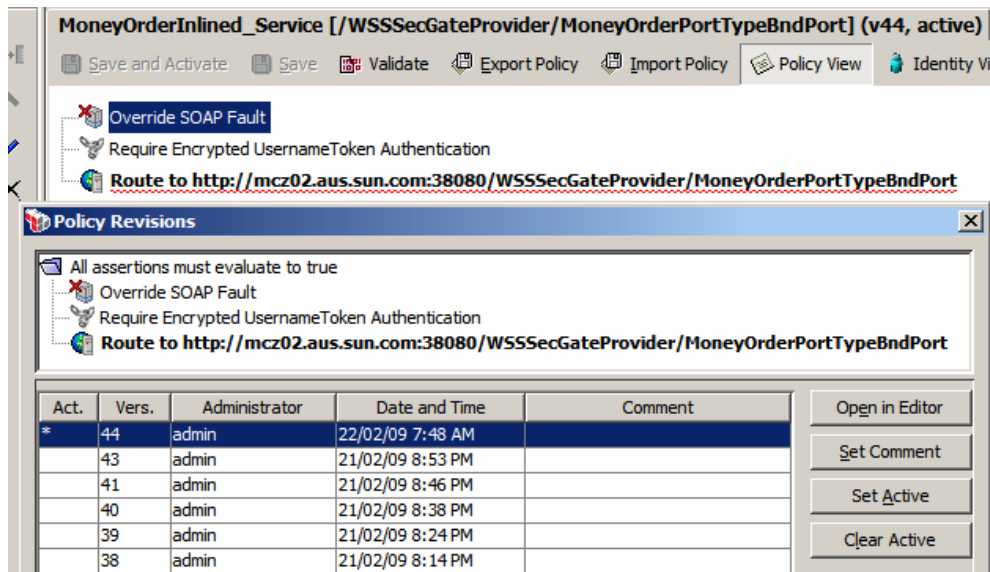 MoneyOrderInlined_Service [/WSSSecGateProvider/MoneyOrderPortTypeBndPort] (v44, active)
Save and Activate Save Validate Export Policy Import Policy Policy View Identity Vi
Override SOAP Fault
Require Encrypted UsernameToken Authentication
Route to http://mcz02.aus.sun.com:38080/WSSSecGateProvider/MoneyOrderPortTypeBndPort
Policy Revisions
All assertions must evaluate to true
Override SOAP Fault
Require Encrypted UsernameToken Authentication
Route to http://mcz02.aus.sun.com:38080/WSSSecGateProvider/MoneyOrderPortTypeBndPort
Act. Vers. Administrator Date and Time Comment
* 44 admin 22/02/09 7:48 AM
43 admin 21/02/09 8:53 PM
41 admin 21/02/09 8:46 PM
40 admin 21/02/09 8:38 PM
39 admin 21/02/09 8:24 PM
38 admin 21/02/09 8:14 PM
Open in Editor
Set Comment
Set Active
Clear Active